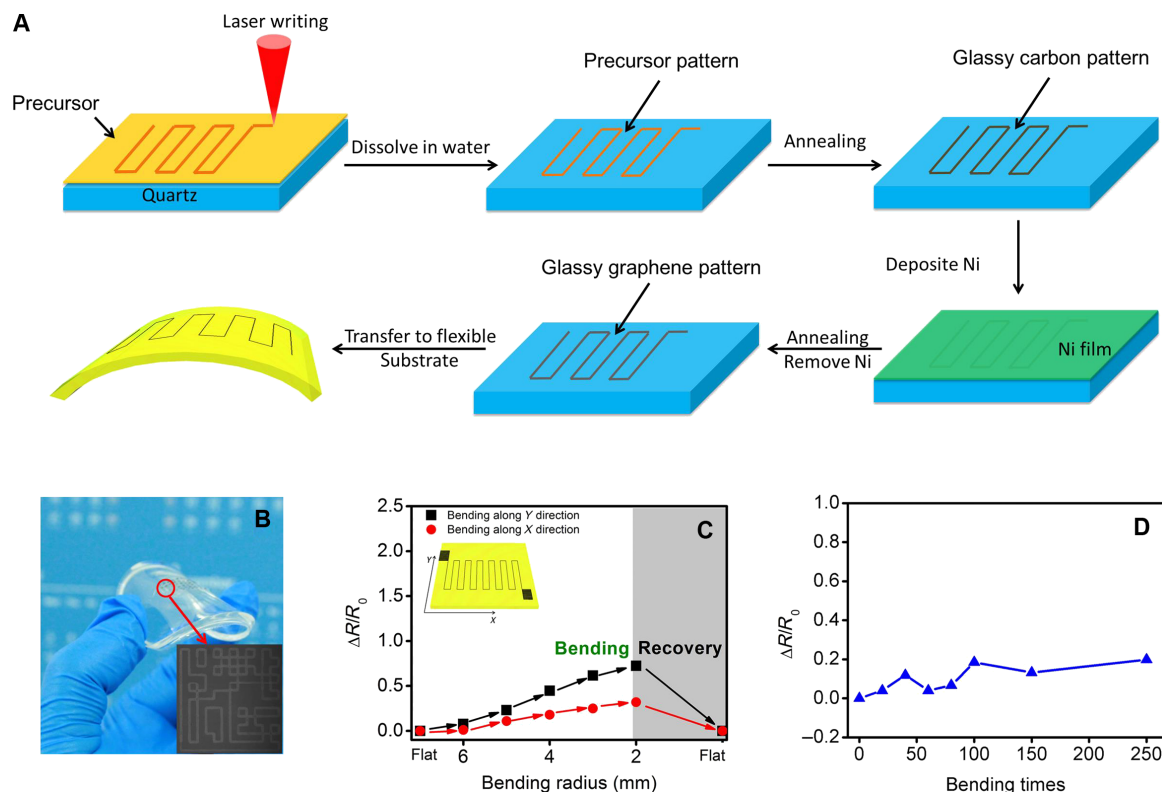 A
Laser writing
Precursor
Quartz
Dissolve in water
Precursor pattern
Annealing
Glassy carbon pattern
Deposite Ni
Ni film
Annealing
Remove Ni
Glassy graphene pattern
Transfer to flexible
Substrate
B
C
Bending along Y direction
Bending along X direction
Y
X
Bending
Recovery
ΔR/R0
2.5
2.0
1.5
1.0
0.5
0.0
Flat
6
4
2
Flat
Bending radius (mm)
D
ΔR/R0
1.0
0.8
0.6
0.4
0.2
0.0
–0.2
0
50
100
150
200
250
Bending times